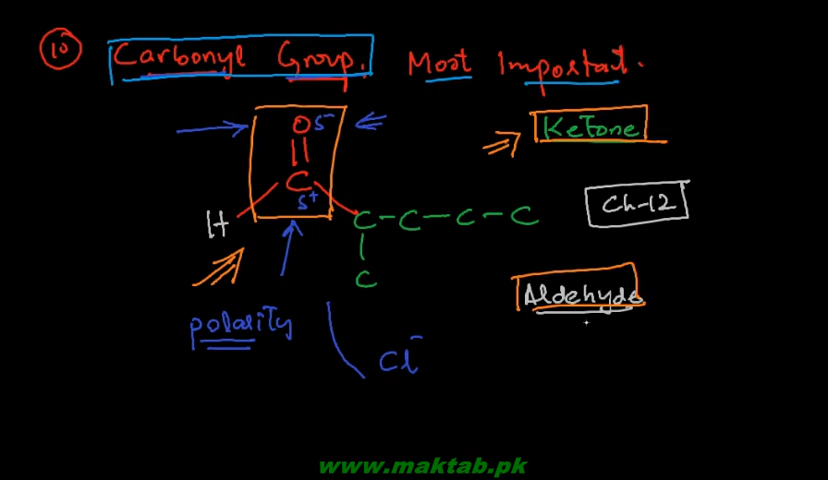 10 Carbonyl Group. Most Important.
O δ- Ketone
C
δ+ Ch-12
H C - C - C - C
C
Aldehyde
polarity
Cl-
www.maktab.pk